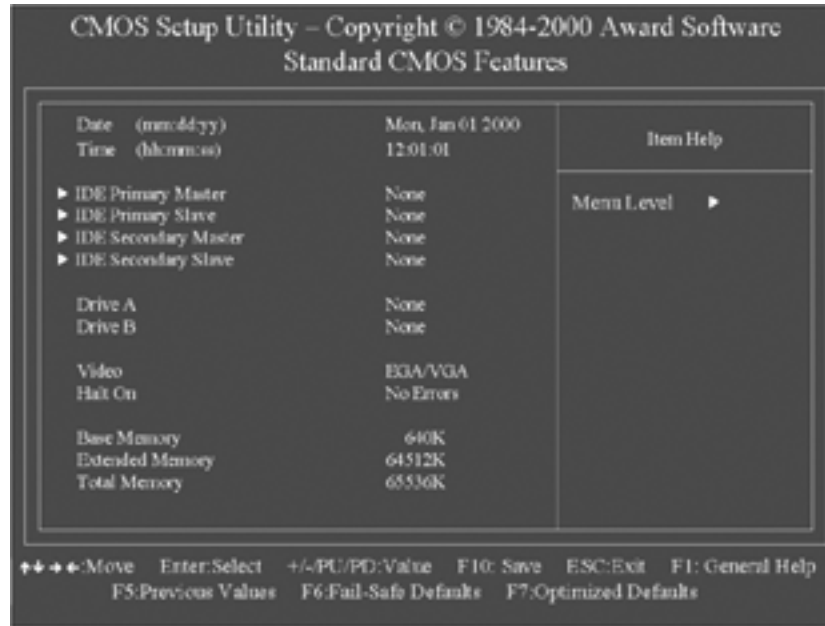 CMOS Setup Utility – Copyright © 1984-2000 Award Software
Standard CMOS Features
Date (mm:dd:yy) Mon, Jan 01 2000
Time (hh:mm:ss) 12:01:01
Item Help
► IDE Primary Master None
► IDE Primary Slave None
► IDE Secondary Master None
► IDE Secondary Slave None
Menu Level ►
Drive A None
Drive B None
Video EGA/VGA
Halt On No Errors
Base Memory 640K
Extended Memory 64512K
Total Memory 65536K
↑↓→←:Move Enter:Select +/-/PU/PD:Value F10: Save ESC:Exit F1: General Help
F5:Previous Values F6:Fail-Safe Defaults F7:Optimized Defaults